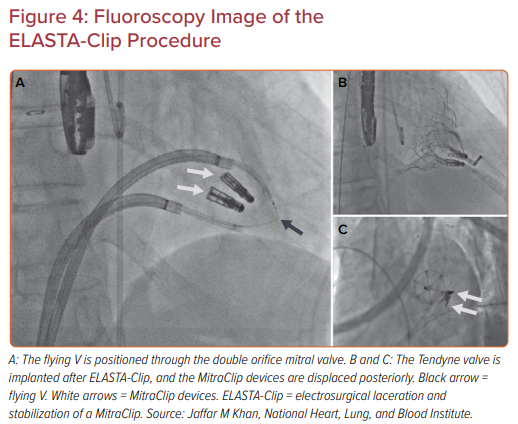 Figure 4: Fluoroscopy Image of the
ELASTA-Clip Procedure
A
B
C
A: The flying V is positioned through the double orifice mitral valve. B and C: The Tendyne valve is
implanted after ELASTA-Clip, and the MitraClip devices are displaced posteriorly. Black arrow =
flying V. White arrows = MitraClip devices. ELASTA-Clip = electrosurgical laceration and
stabilization of a MitraClip. Source: Jaffar M Khan, National Heart, Lung, and Blood Institute.